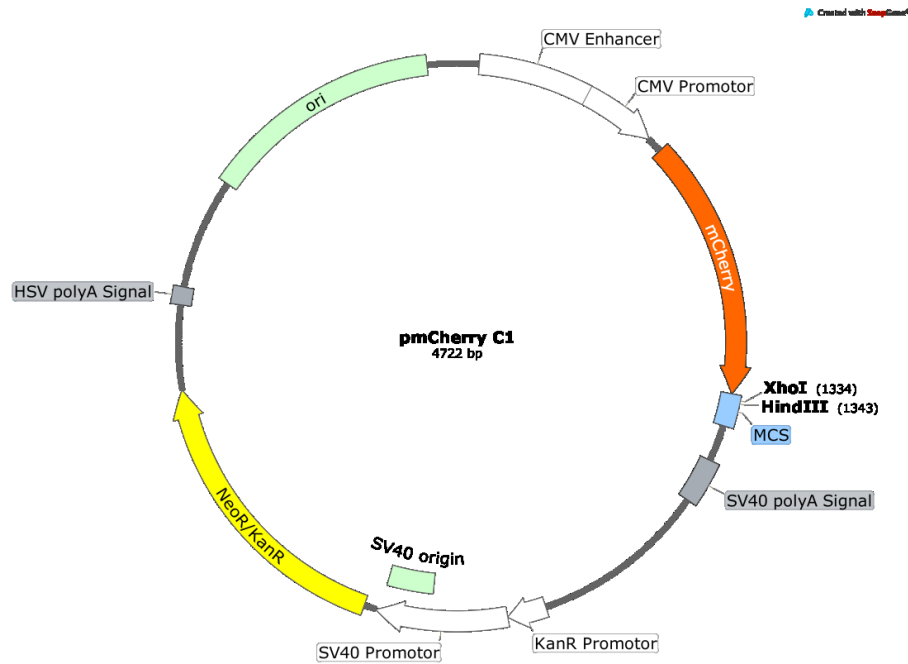 Created with SnapGene®
CMV Enhancer
CMV Promotor
ori
mCherry
HSV polyA Signal
pmCherry C1
4722 bp
XhoI (1334)
HindIII (1343)
MCS
NeoR/KanR
SV40 polyA Signal
SV40 origin
KanR Promotor
SV40 Promotor